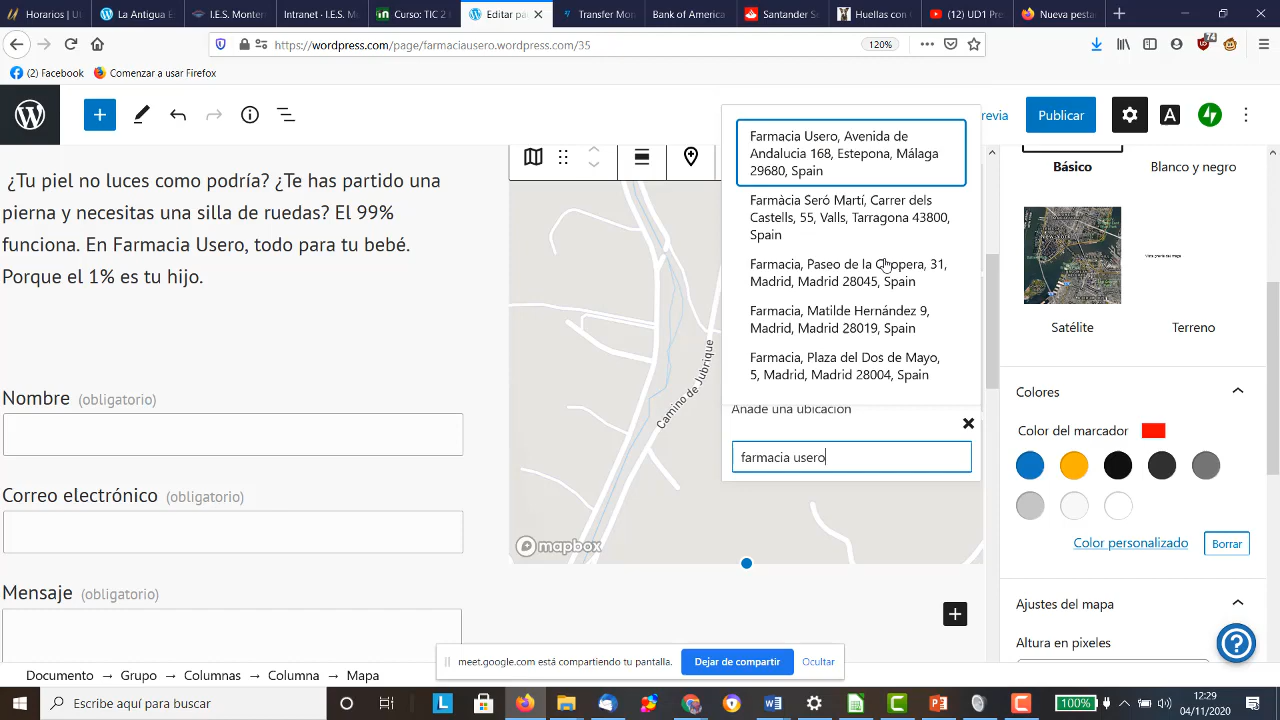 Horarios | U
La Antigua E
I.E.S. Monter
Intranet - I.E.S. M
Curso: TIC 2
Editar pá
Transfer Mon
Bank of America
Santander S
Huellas con
(UD1 Pres
Nueva pesta
https://wordpress.com/page/farmaciausero.wordpress.com/35
120%
74
(2) Facebook
Comenzar a usar Firefox
revia
Publicar
A
Farmacia Usero, Avenida de
Andalucia 168, Estepona, Málaga
29680, Spain
Farmàcia Seró Martí, Carrer dels
Castells, 55, Valls, Tarragona 43800,
Spain
Farmacia, Paseo de la Chopera, 31,
Madrid, Madrid 28045, Spain
Farmacia, Matilde Hernández 9,
Madrid, Madrid 28019, Spain
Farmacia, Plaza del Dos de Mayo,
5, Madrid, Madrid 28004, Spain
Añade una ubicación
farmacia usero
¿Tu piel no luces como podría? ¿Te has partido una
pierna y necesitas una silla de ruedas? El 99%
funciona. En Farmacia Usero, todo para tu bebé.
Porque el 1% es tu hijo.
Nombre (obligatorio)
Correo electrónico (obligatorio)
Mensaje (obligatorio)
Camino de Jubrique
mapbox
Básico
Blanco y negro
Satélite
Terreno
Colores
Color del marcador
Color personalizado
Borrar
Ajustes del mapa
Altura en pixeles
meet.google.com está compartiendo tu pantalla.
Dejar de compartir
Ocultar
Documento → Grupo → Columnas → Columna → Mapa
Escribe aquí para buscar
100%
12:29
04/11/2020